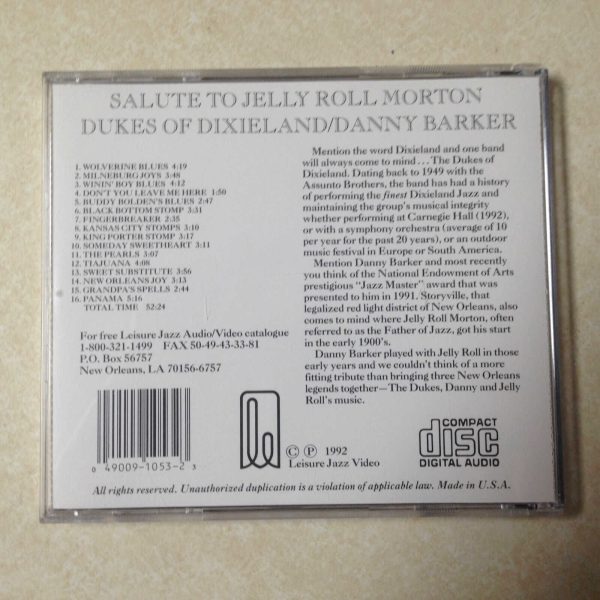 SALUTE TO JELLY ROLL MORTON
DUKES OF DIXIELAND/DANNY BARKER
1. WOLVERINE BLUES 4:19
2. MILNEBURG JOYS 3:48
3. WININ' BOY BLUES 4:12
4. DON'T YOU LEAVE ME HERE 1:50
5. BUDDY BOLDEN'S BLUES 2:47
6. BLACK BOTTOM STOMP 3:31
7. FINGERBREAKER 2:35
8. KANSAS CITY STOMPS 3:10
9. KING PORTER STOMP 3:17
10. SOMEDAY SWEETHEART 3:11
11. THE PEARLS 3:07
12. TIAJUANA 4:08
13. SWEET SUBSTITUTE 3:56
14. NEW ORLEANS JOY 3:13
15. GRANDPA'S SPELLS 2:44
16. PANAMA 5:16
TOTAL TIME 52:24
For free Leisure Jazz Audio/Video catalogue
1-800-321-1499 FAX 50-49-43-33-81
P.O. Box 56757
New Orleans, LA 70156-6757
Mention the word Dixieland and one band
will always come to mind . . . The Dukes of
Dixieland. Dating back to 1949 with the
Assunto Brothers, the band has had a history
of performing the finest Dixieland Jazz and
maintaining the group's musical integrity
whether performing at Carnegie Hall (1992),
or with a symphony orchestra (average of 10
per year for the past 20 years), or an outdoor
music festival in Europe or South America.
Mention Danny Barker and most recently
you think of the National Endowment of Arts
prestigious "Jazz Master" award that was
presented to him in 1991. Storyville, that
legalized red light district of New Orleans, also
comes to mind where Jelly Roll Morton, often
referred to as the Father of Jazz, got his start
in the early 1900's.
Danny Barker played with Jelly Roll in those
early years and we couldn't think of a more
fitting tribute than bringing three New Orleans
legends together—The Dukes, Danny and Jelly
Roll's music.
0 49009-1053-2 3
© ℗ 1992
Leisure Jazz Video
COMPACT
disc
DIGITAL AUDIO
All rights reserved. Unauthorized duplication is a violation of applicable law. Made in U.S.A.